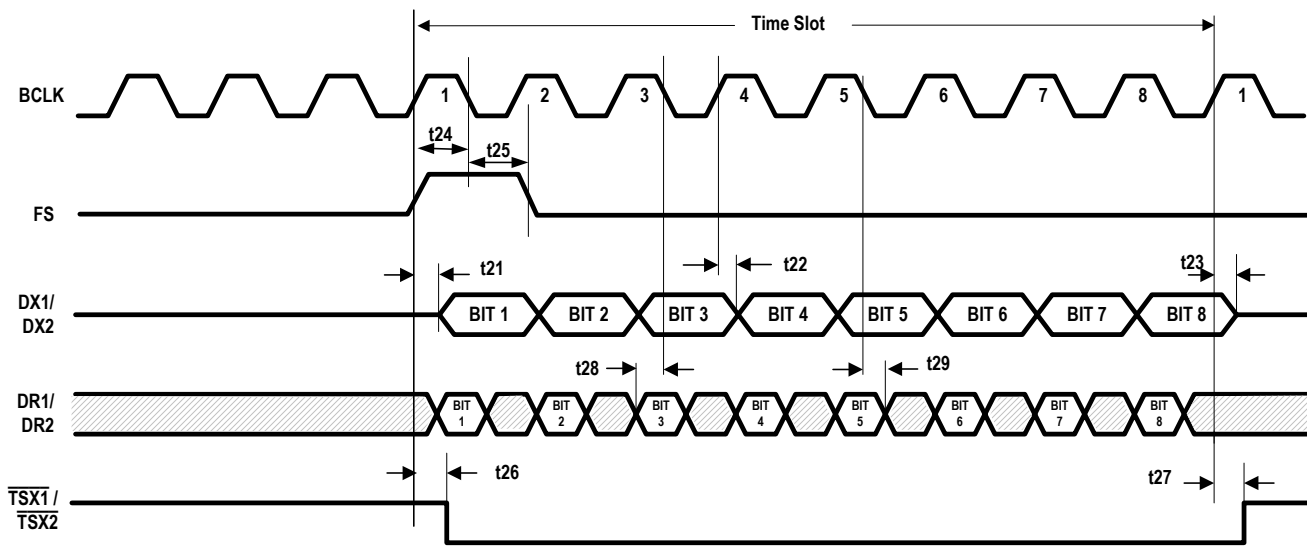 Time Slot
BCLK 1 2 3 4 5 6 7 8 1
t24
t25
FS
t21 t22 t23
DX1/
DX2
BIT 1 BIT 2 BIT 3 BIT 4 BIT 5 BIT 6 BIT 7 BIT 8
t28 t29
DR1/
DR2
BIT BIT BIT BIT BIT BIT BIT BIT
1 2 3 4 5 6 7 8
t26 t27
TSX1 /
TSX2